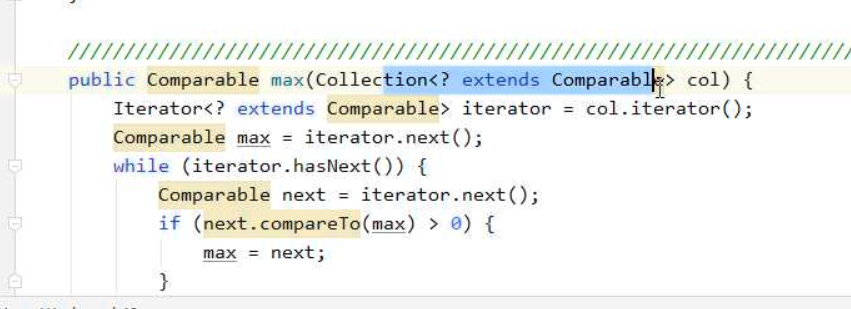 ////////////////////////////////////////////////////////////////////////
public Comparable max(Collection<? extends Comparable> col) {
Iterator<? extends Comparable> iterator = col.iterator();
Comparable max = iterator.next();
while (iterator.hasNext()) {
Comparable next = iterator.next();
if (next.compareTo(max) > 0) {
max = next;
}